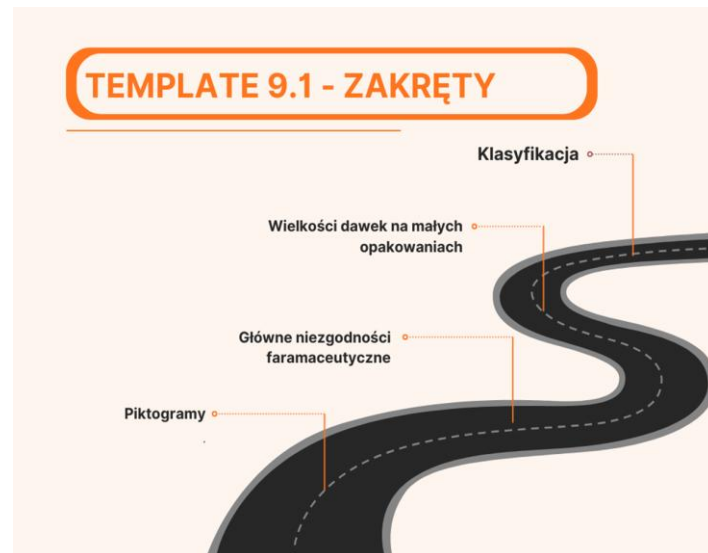 TEMPLATE 9.1 - ZAKRĘTY
Klasyfikacja
Wielkości dawek na małych
opakowaniach
Główne niezgodności
faramaceutyczne
Piktogramy